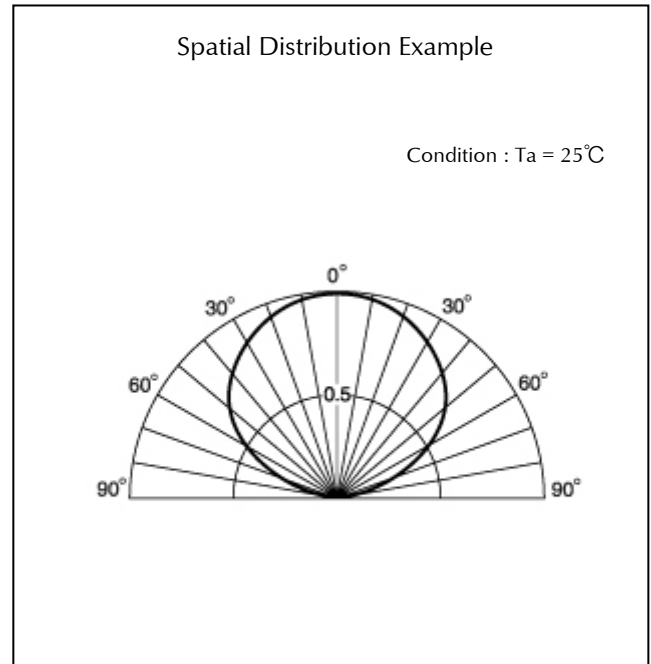 Spatial Distribution Example
Condition : Ta = 25℃
0°
30° 30°
60° 60°
0.5
90° 90°